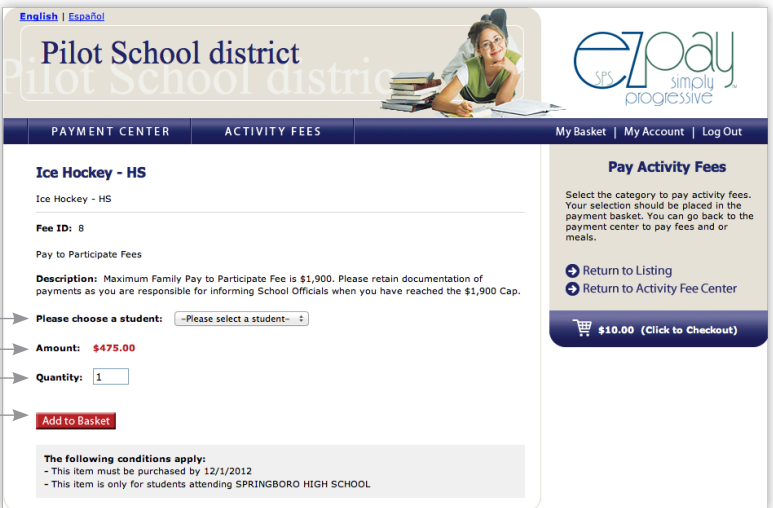 English | Español
Pilot School district
Pilot School distric
SPS
ezpay
simply
progressive
PAYMENT CENTER
ACTIVITY FEES
My Basket | My Account | Log Out
Ice Hockey - HS
Ice Hockey - HS
Fee ID: 8
Pay to Participate Fees
Description: Maximum Family Pay to Participate Fee is $1,900. Please retain documentation of
payments as you are responsible for informing School Officials when you have reached the $1,900 Cap.
Please choose a student: -Please select a student-
Amount: $475.00
Quantity: 1
Add to Basket
The following conditions apply:
- This item must be purchased by 12/1/2012
- This item is only for students attending SPRINGBORO HIGH SCHOOL
Pay Activity Fees
Select the category to pay activity fees.
Your selection should be placed in the
payment basket. You can go back to the
payment center to pay fees and or
meals.
Return to Listing
Return to Activity Fee Center
$10.00 (Click to Checkout)